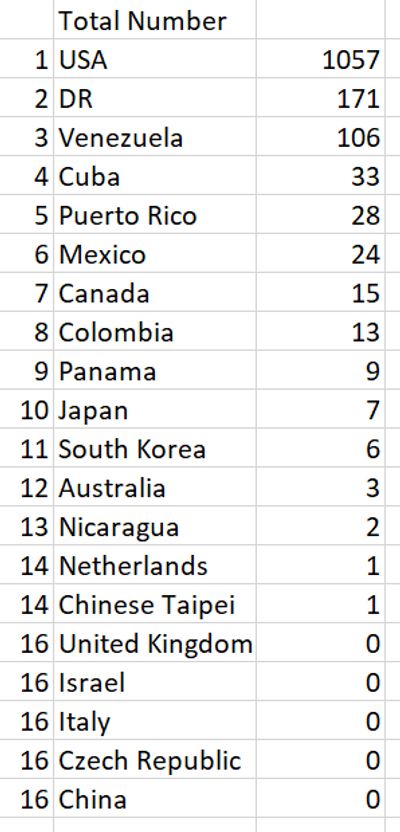 Total Number
1 USA 1057
2 DR 171
3 Venezuela 106
4 Cuba 33
5 Puerto Rico 28
6 Mexico 24
7 Canada 15
8 Colombia 13
9 Panama 9
10 Japan 7
11 South Korea 6
12 Australia 3
13 Nicaragua 2
14 Netherlands 1
14 Chinese Taipei 1
16 United Kingdom 0
16 Israel 0
16 Italy 0
16 Czech Republic 0
16 China 0